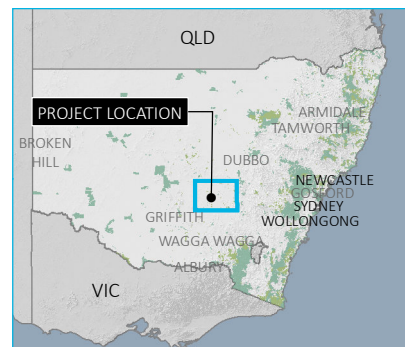 QLD
PROJECT LOCATION
ARMIDALE
TAMWORTH
BROKEN
HILL
DUBBO
NEWCASTLE
GOSFORD
SYDNEY
GRIFFITH
WOLLONGONG
WAGGA WAGGA
ALBURY
VIC